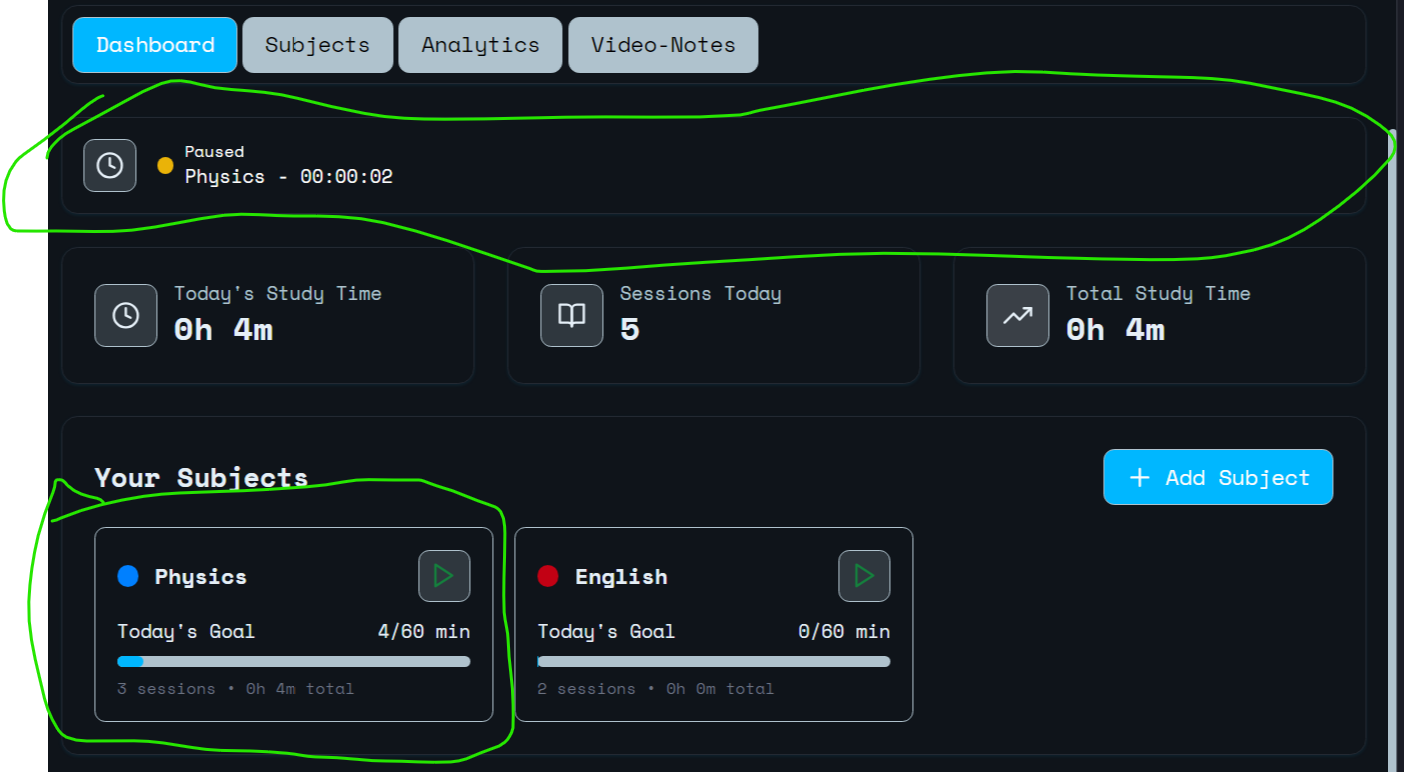 Dashboard Subjects Analytics Video-Notes
Paused
Physics - 00:00:02
Today's Study Time
0h 4m
Sessions Today
5
Total Study Time
0h 4m
Your Subjects
+ Add Subject
Physics
Today's Goal 4/60 min
3 sessions • 0h 4m total
English
Today's Goal 0/60 min
2 sessions • 0h 0m total